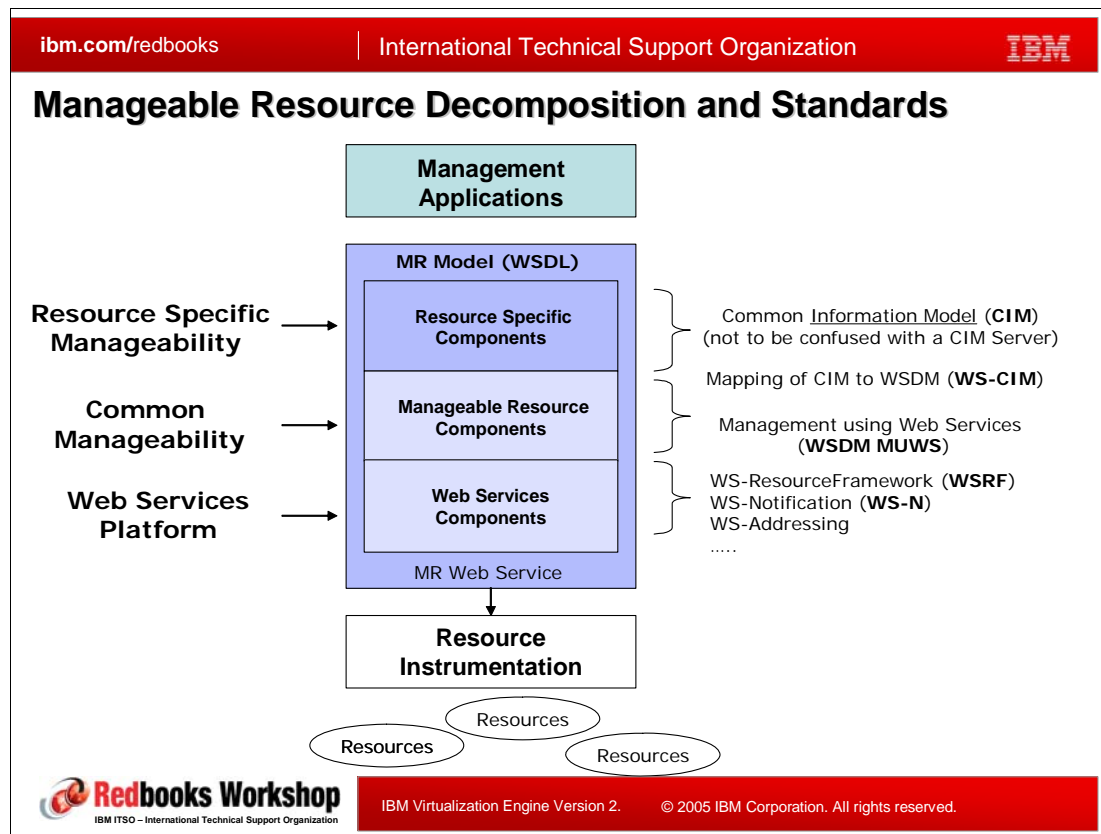 ibm.com/redbooks
International Technical Support Organization
IBM
Manageable Resource Decomposition and Standards
Management
Applications
MR Model (WSDL)
Resource Specific
Manageability
Resource Specific
Components
Common Information Model (CIM)
(not to be confused with a CIM Server)
Mapping of CIM to WSDM (WS-CIM)
Common
Manageability
Manageable Resource
Components
Management using Web Services
(WSDM MUWS)
Web Services
Platform
Web Services
Components
WS-ResourceFramework (WSRF)
WS-Notification (WS-N)
WS-Addressing
…..
MR Web Service
Resource
Instrumentation
Resources
Resources
Resources
Redbooks Workshop
IBM ITSO – International Technical Support Organization
IBM Virtualization Engine Version 2.
© 2005 IBM Corporation. All rights reserved.